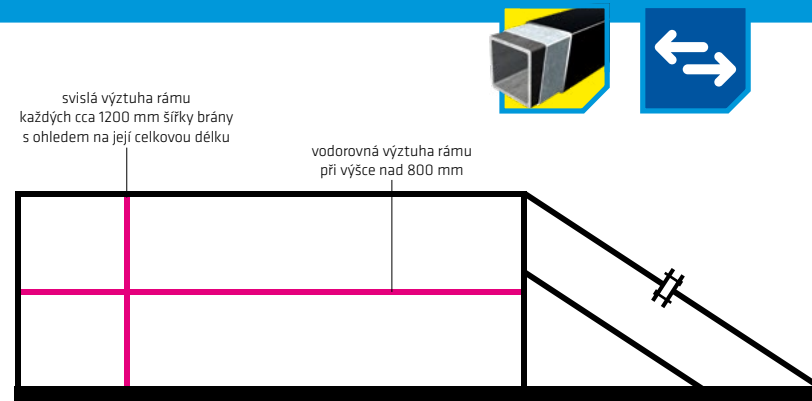 svislá výztuha rámu
každých cca 1200 mm šířky brány
s ohledem na její celkovou délku
vodorovná výztuha rámu
při výšce nad 800 mm